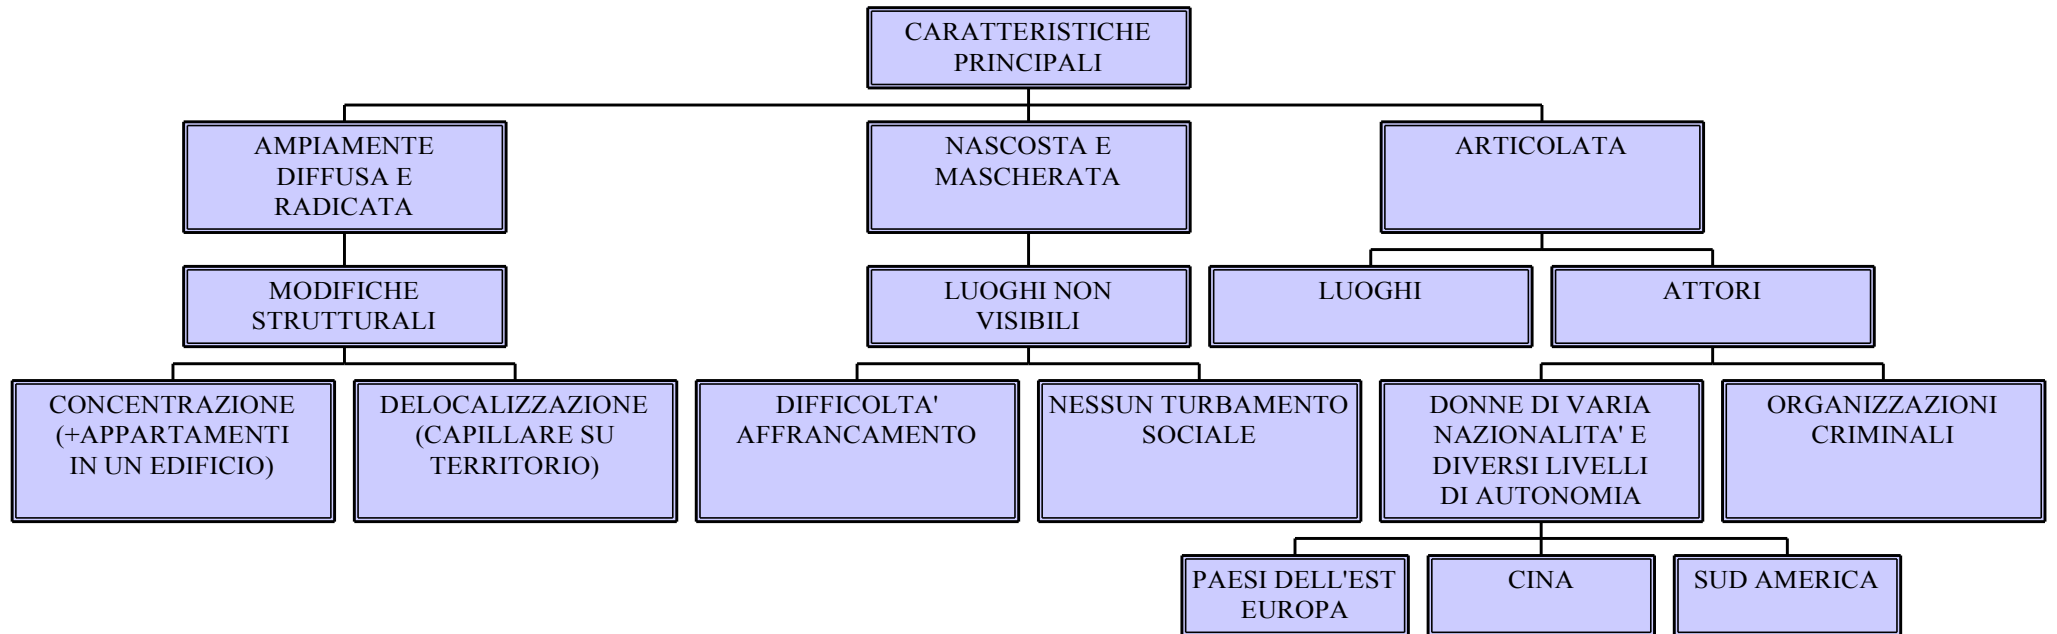 CARATTERISTICHE
PRINCIPALI
AMPIAMENTE
DIFFUSA E
RADICATA
NASCOSTA E
MASCHERATA
ARTICOLATA
MODIFICHE
STRUTTURALI
LUOGHI NON
VISIBILI
LUOGHI
ATTORI
CONCENTRAZIONE
(+APPARTAMENTI
IN UN EDIFICIO)
DELOCALIZZAZIONE
(CAPILLARE SU
TERRITORIO)
DIFFICOLTA'
AFFRANCAMENTO
NESSUN TURBAMENTO
SOCIALE
DONNE DI VARIA
NAZIONALITA' E
DIVERSI LIVELLI
DI AUTONOMIA
ORGANIZZAZIONI
CRIMINALI
PAESI DELL'EST
EUROPA
CINA
SUD AMERICA